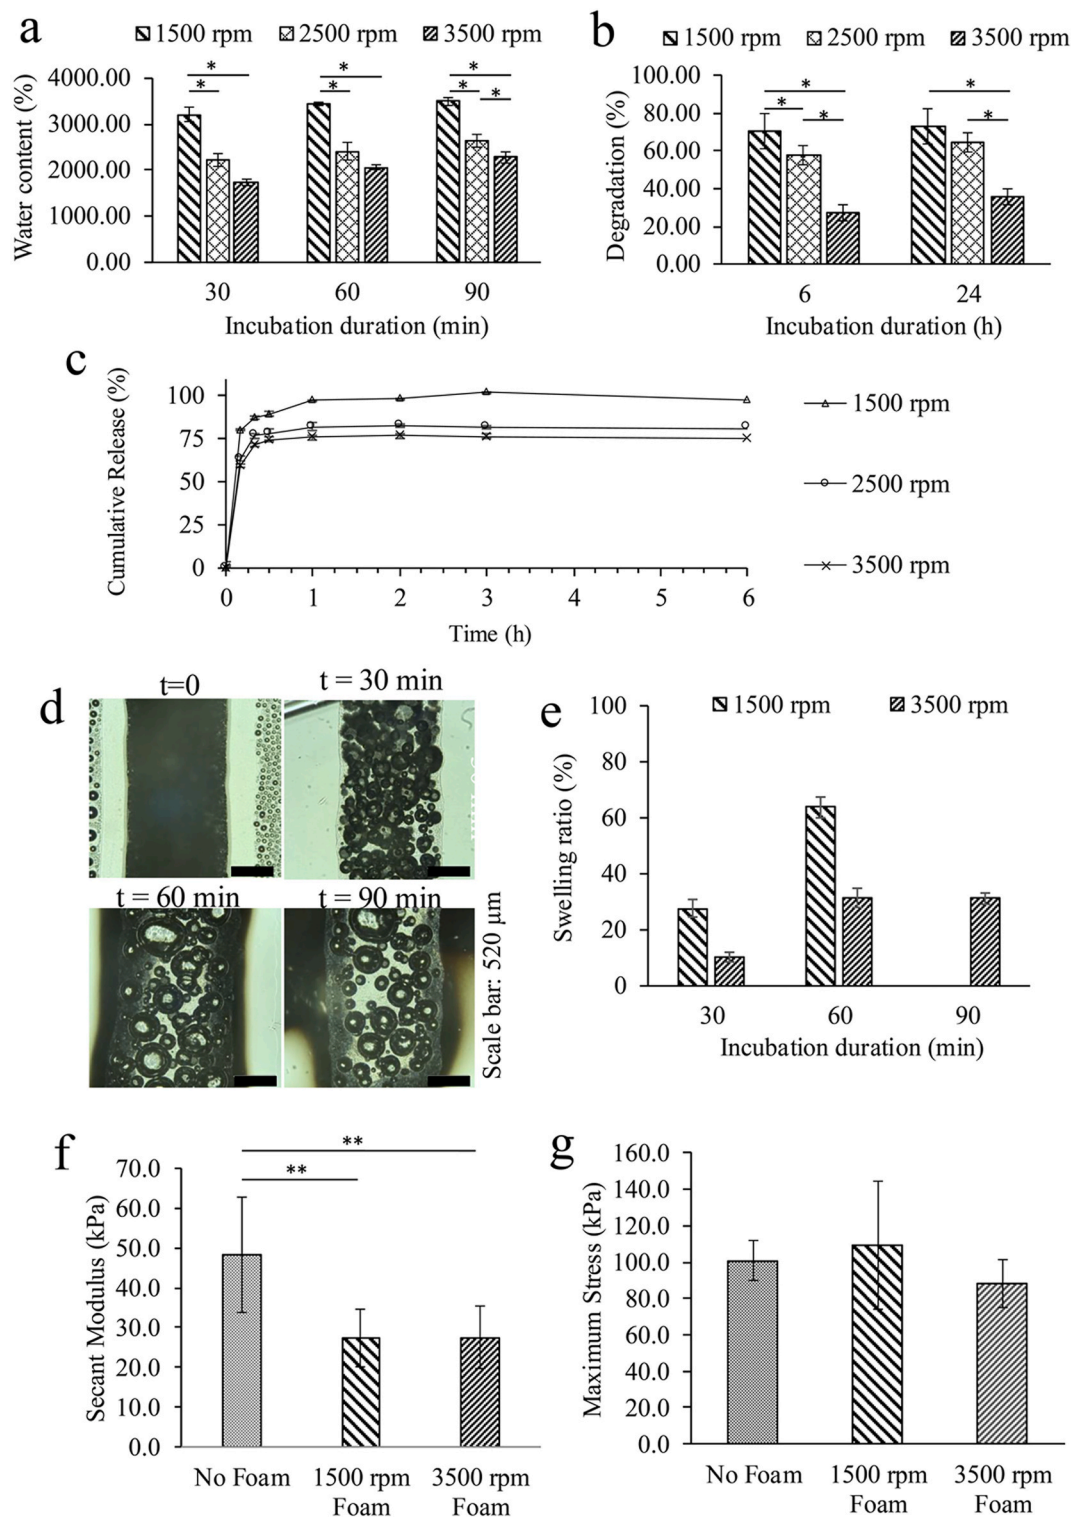 a
1500 rpm 2500 rpm 3500 rpm
Water content (%)
4000.00
3000.00
2000.00
1000.00
0.00
* *
* *
* * *
30 60 90
Incubation duration (min)
b
1500 rpm 2500 rpm 3500 rpm
Degradation (%)
100.00
80.00
60.00
40.00
20.00
0.00
* * *
* *
6 24
Incubation duration (h)
c
Cumulative Release (%)
100
75
50
25
0
0 1 2 3 4 5 6
Time (h)
1500 rpm
2500 rpm
3500 rpm
d
t=0 t = 30 min
t = 60 min t = 90 min
Scale bar: 520 µm
e
1500 rpm 3500 rpm
Swelling ratio (%)
100
80
60
40
20
0
30 60 90
Incubation duration (min)
f
Secant Modulus (kPa)
70.0
60.0
50.0
40.0
30.0
20.0
10.0
0.0
**
**
No Foam 1500 rpm 3500 rpm
Foam Foam
g
Maximum Stress (kPa)
160.0
140.0
120.0
100.0
80.0
60.0
40.0
20.0
0.0
No Foam 1500 rpm 3500 rpm
Foam Foam